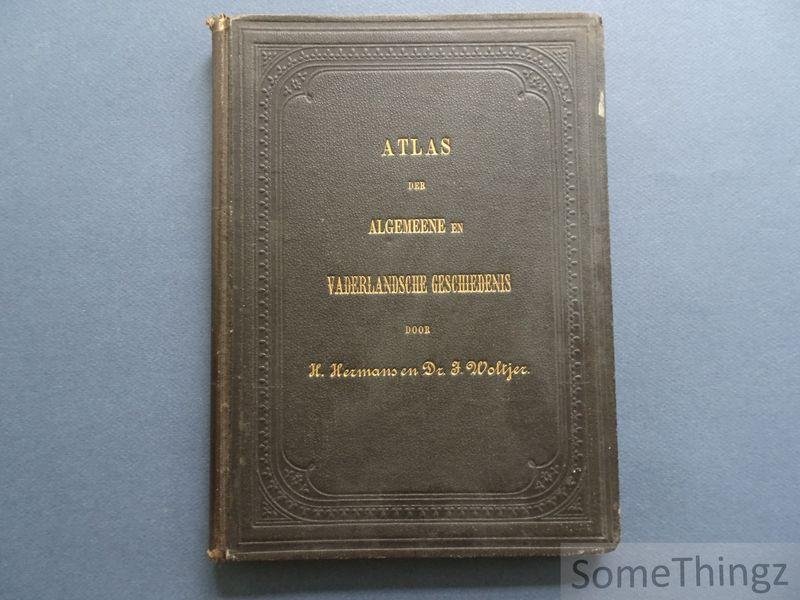 ATLAS
DER
ALGEMEENE EN
VADERLANDSCHE GESCHIEDENIS
DOOR
H. Hermans en Dr. J. Woltjer.
SomeThingz